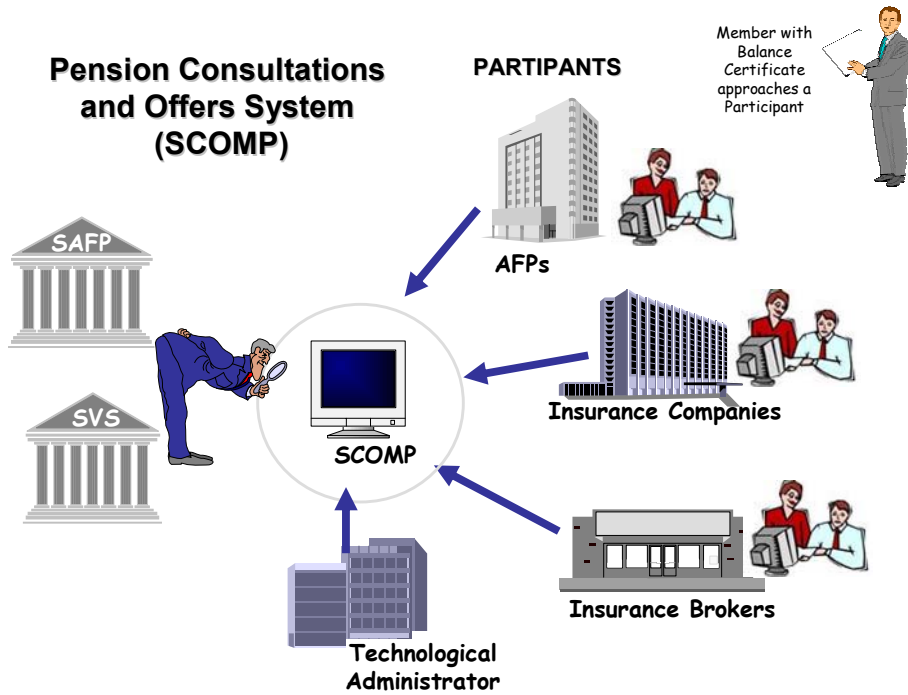 Pension Consultations
and Offers System
(SCOMP)
PARTIPANTS
Member with
Balance
Certificate
approaches a
Participant
SAFP
AFPs
SVS
Insurance Companies
SCOMP
Insurance Brokers
Technological
Administrator